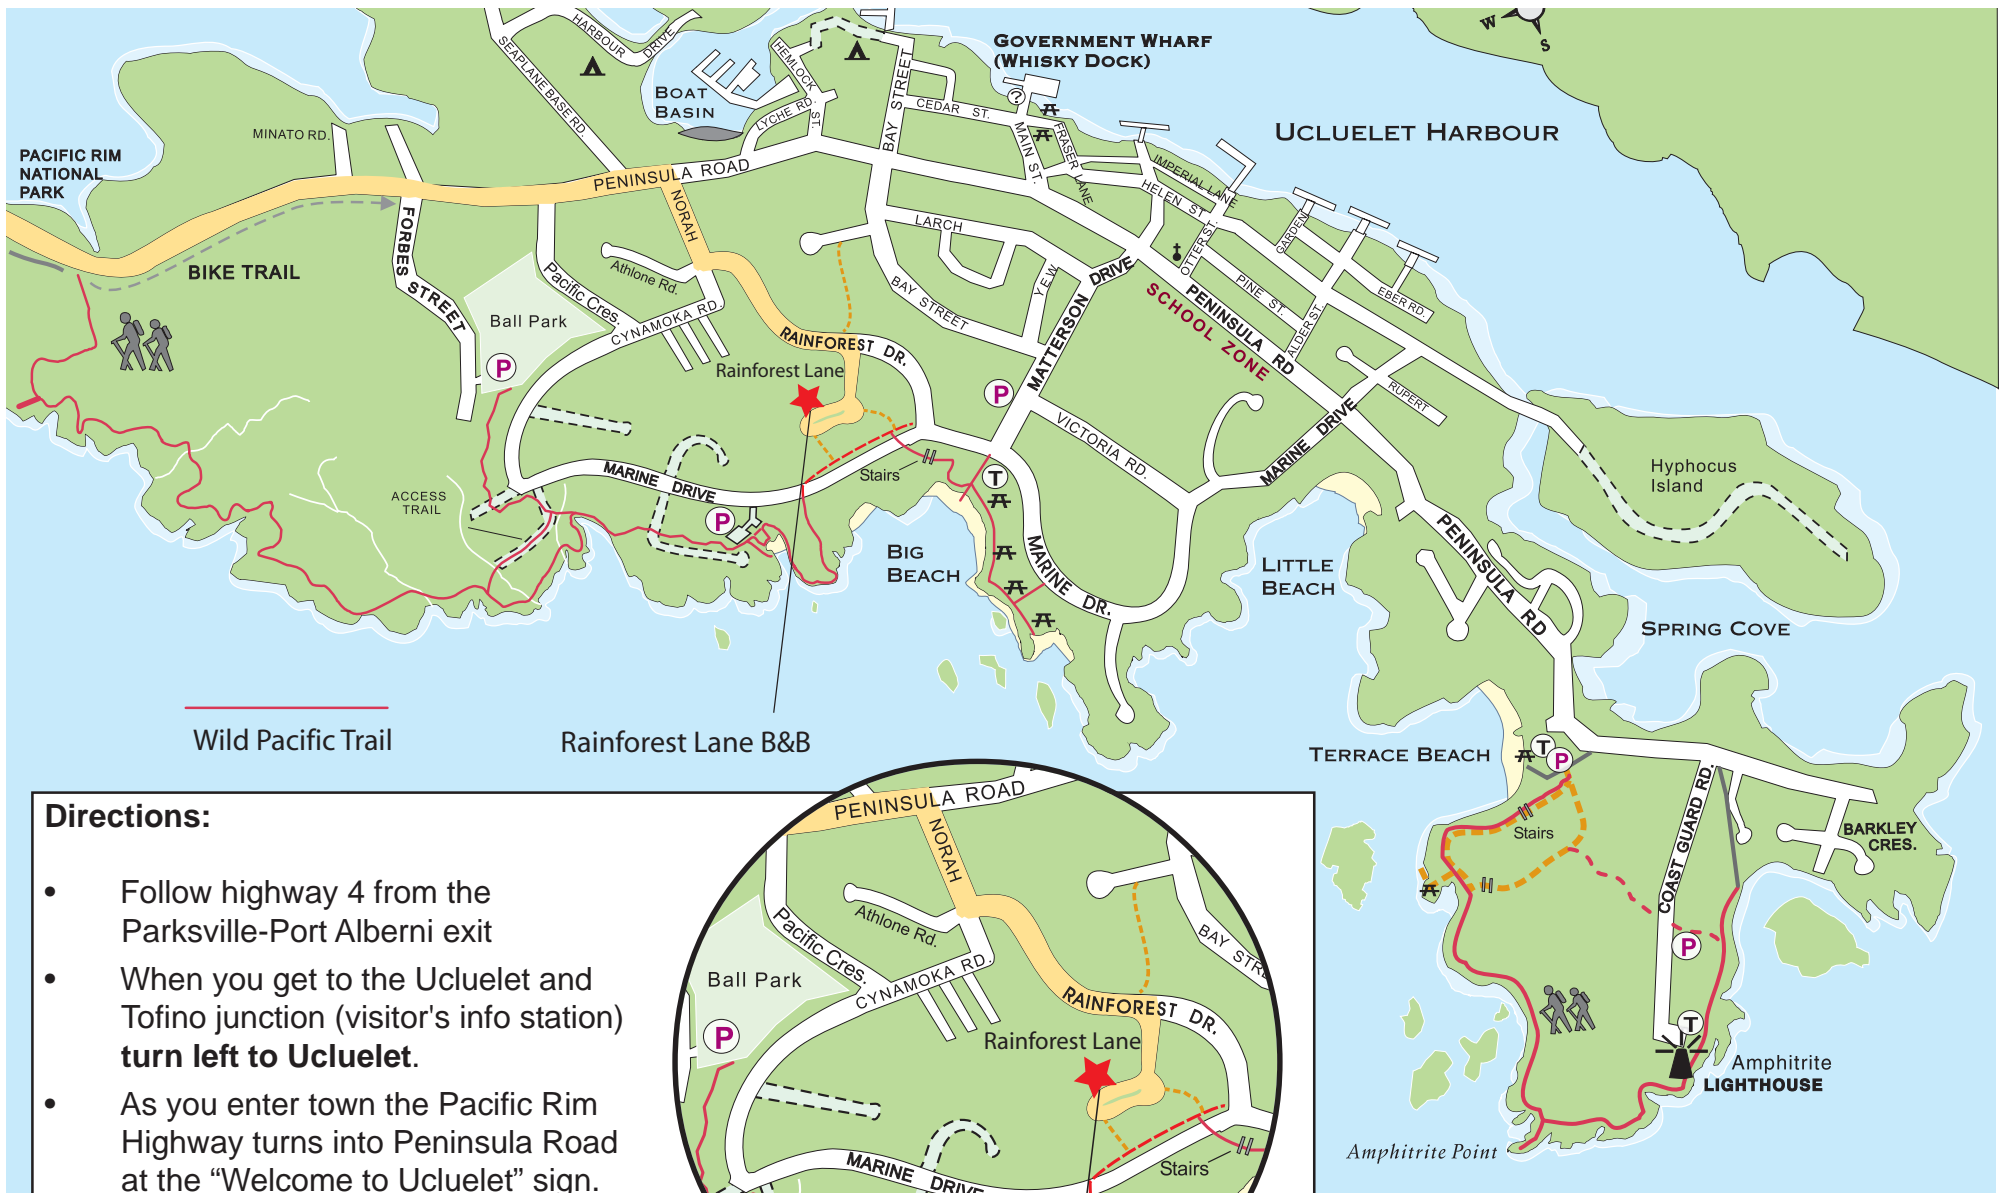 W
S
HARBOUR DRIVE
SEAPLANE BASE RD.
HEMLOCK ST.
BAY STREET
GOVERNMENT WHARF
(WHISKY DOCK)
BOAT
BASIN
LYCHE RD.
CEDAR ST.
?
MAIN ST.
FRASER LANE
UCLUELET HARBOUR
MINATO RD.
PACIFIC RIM
NATIONAL
PARK
PENINSULA ROAD
NORAH
IMPERIAL LANE
HELEN ST.
FORBES STREET
LARCH
OTTER ST.
GARDEN
BIKE TRAIL
Athlone Rd.
Pacific Cres.
CYNAMOKA RD.
BAY STREET
YEW
MATTERSON DRIVE
PENINSULA RD
SCHOOL ZONE
PINE ST.
ALDER ST.
EBER RD.
Ball Park
P
RAINFOREST DR.
Rainforest Lane
P
RUPERT
VICTORIA RD.
MARINE DRIVE
MARINE DRIVE
Stairs
T
Hyphocus
Island
ACCESS
TRAIL
P
BIG
BEACH
MARINE DR.
LITTLE
BEACH
PENINSULA RD
SPRING COVE
Wild Pacific Trail
Rainforest Lane B&B
TERRACE BEACH
T
P
Stairs
COAST GUARD RD.
BARKLEY
CRES.
P
T
Amphitrite
LIGHTHOUSE
Amphitrite Point
Directions:
• Follow highway 4 from the
Parksville-Port Alberni exit
• When you get to the Ucluelet and
Tofino junction (visitor's info station)
turn left to Ucluelet.
• As you enter town the Pacific Rim
Highway turns into Peninsula Road
at the “Welcome to Ucluelet” sign.
PENINSULA ROAD
NORAH
Athlone Rd.
Pacific Cres.
CYNAMOKA RD.
BAY STRE
Ball Park
P
RAINFOREST DR.
Rainforest Lane
MARINE DRIVE
Stairs